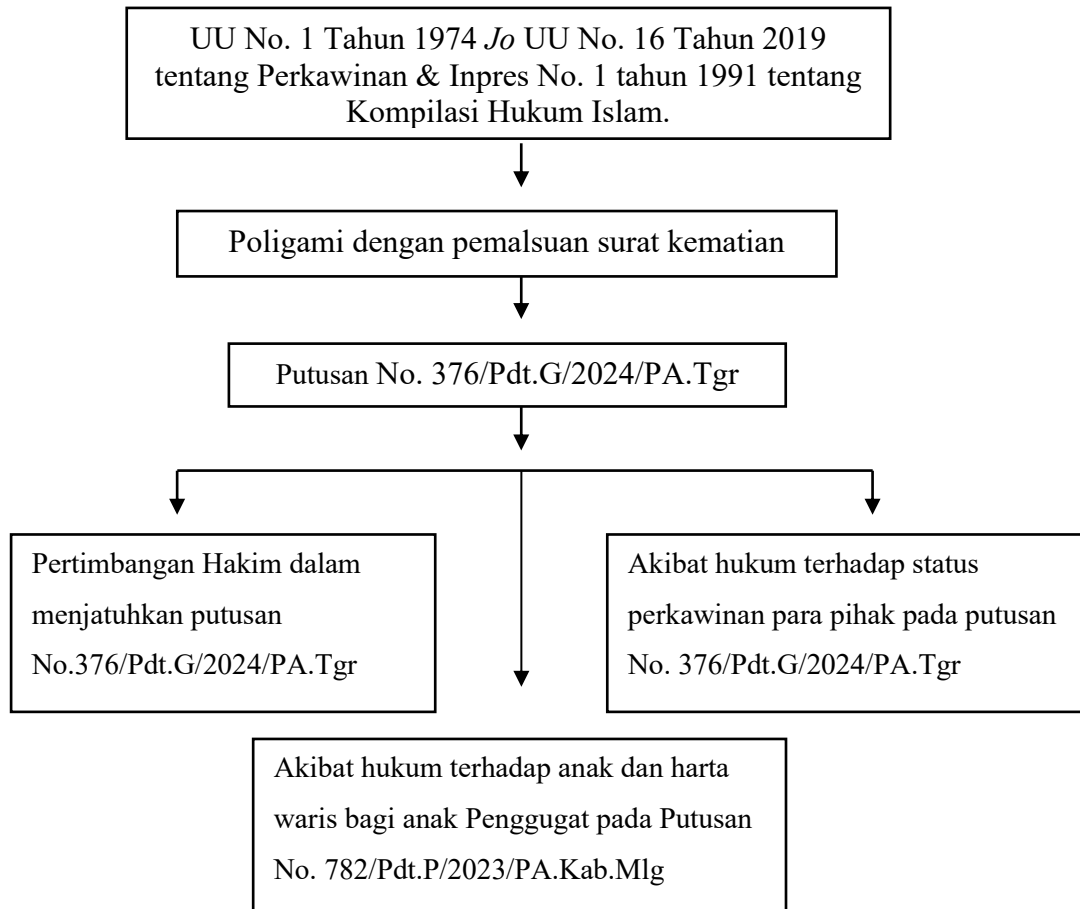 UU No. 1 Tahun 1974 Jo UU No. 16 Tahun 2019
tentang Perkawinan & Inpres No. 1 tahun 1991 tentang
Kompilasi Hukum Islam.
Poligami dengan pemalsuan surat kematian
Putusan No. 376/Pdt.G/2024/PA.Tgr
Pertimbangan Hakim dalam
menjatuhkan putusan
No.376/Pdt.G/2024/PA.Tgr
Akibat hukum terhadap status
perkawinan para pihak pada putusan
No. 376/Pdt.G/2024/PA.Tgr
Akibat hukum terhadap anak dan harta
waris bagi anak Penggugat pada Putusan
No. 782/Pdt.P/2023/PA.Kab.Mlg